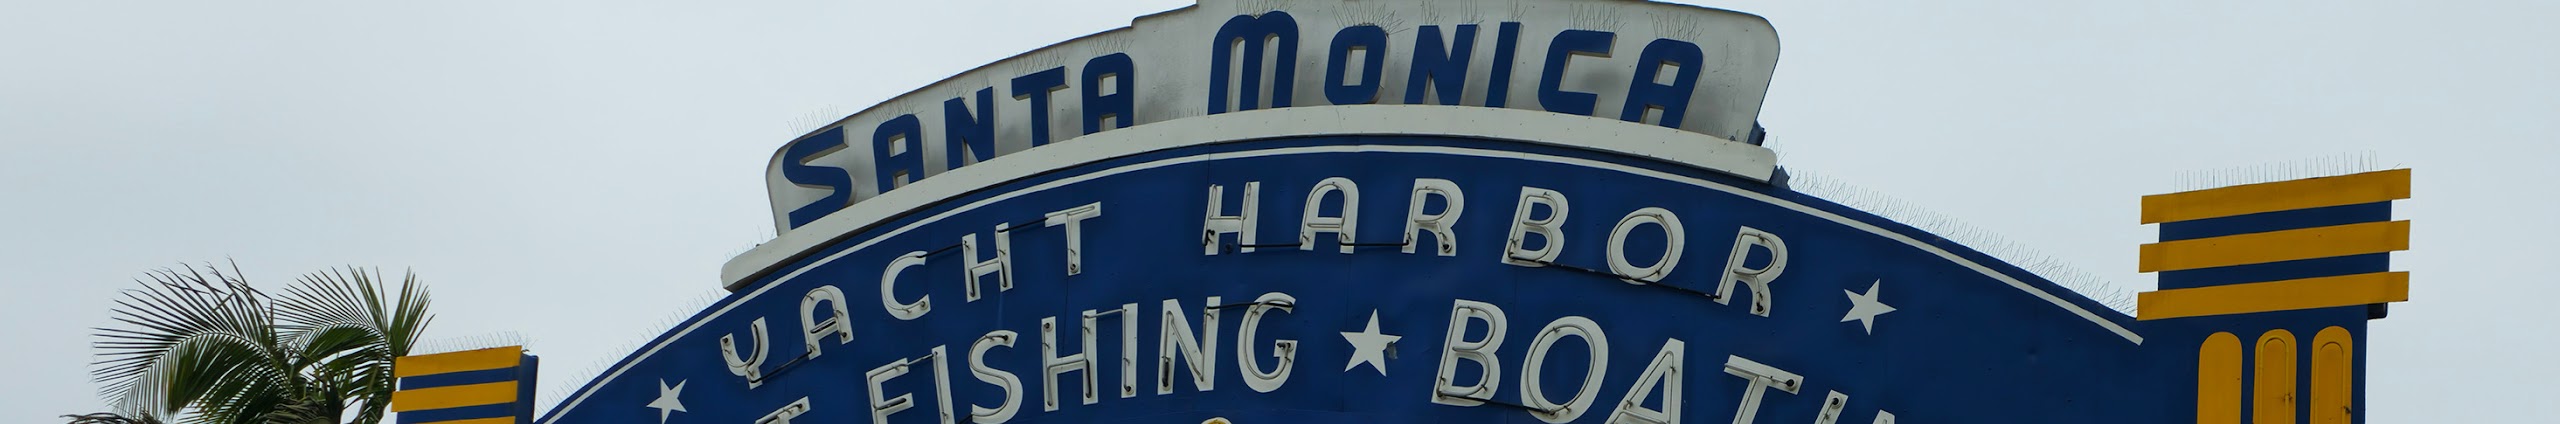 SANTA MONICA
★ YACHT HARBOR ★
FISHING ★